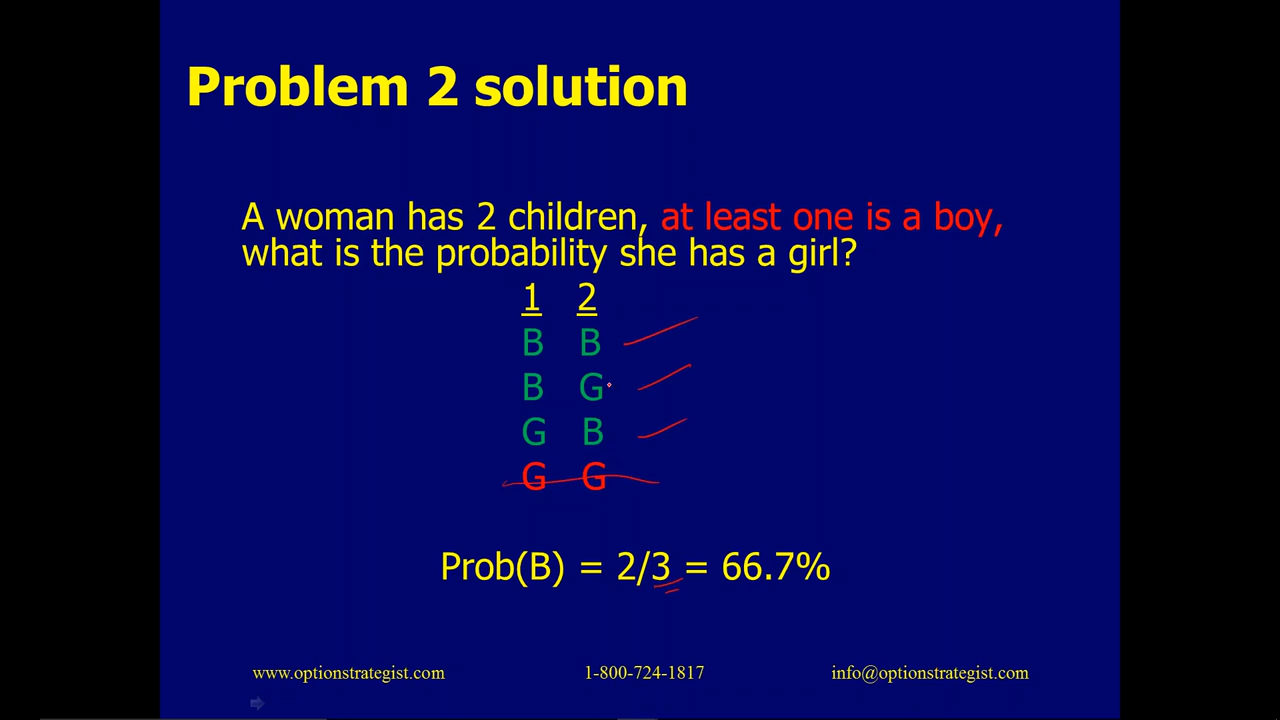 Problem 2 solution
A woman has 2 children, at least one is a boy,
what is the probability she has a girl?
1 2
B B
B G
G B
G G
Prob(B) = 2/3 = 66.7%
www.optionstrategist.com 1-800-724-1817 info@optionstrategist.com